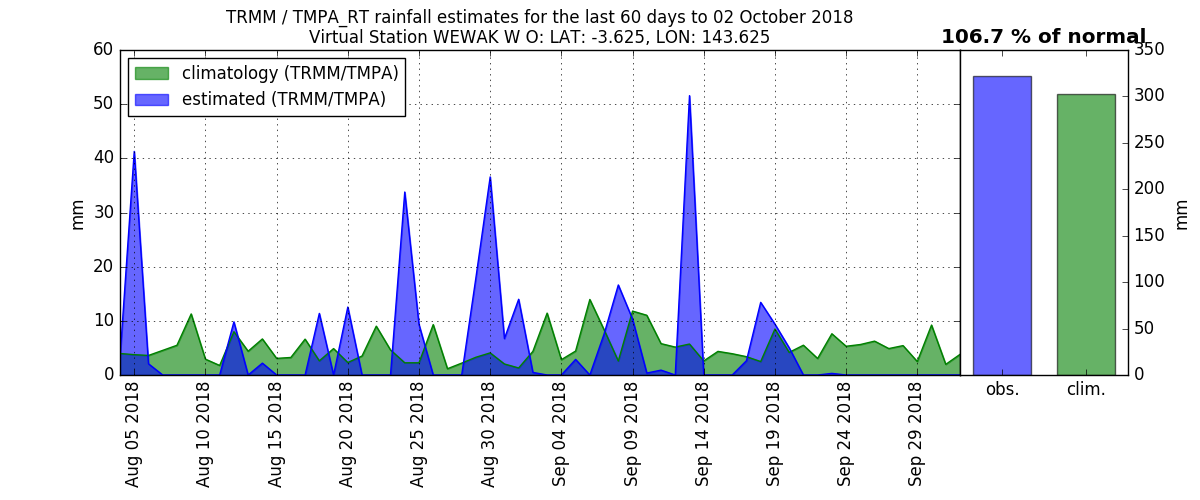 TRMM / TMPA_RT rainfall estimates for the last 60 days to 02 October 2018
Virtual Station WEWAK W O: LAT: -3.625, LON: 143.625
106.7 % of normal
climatology (TRMM/TMPA)
estimated (TRMM/TMPA)
60
50
40
30
20
10
0
mm
Aug 05 2018
Aug 10 2018
Aug 15 2018
Aug 20 2018
Aug 25 2018
Aug 30 2018
Sep 04 2018
Sep 09 2018
Sep 14 2018
Sep 19 2018
Sep 24 2018
Sep 29 2018
350
300
250
200
150
100
50
0
mm
obs.
clim.